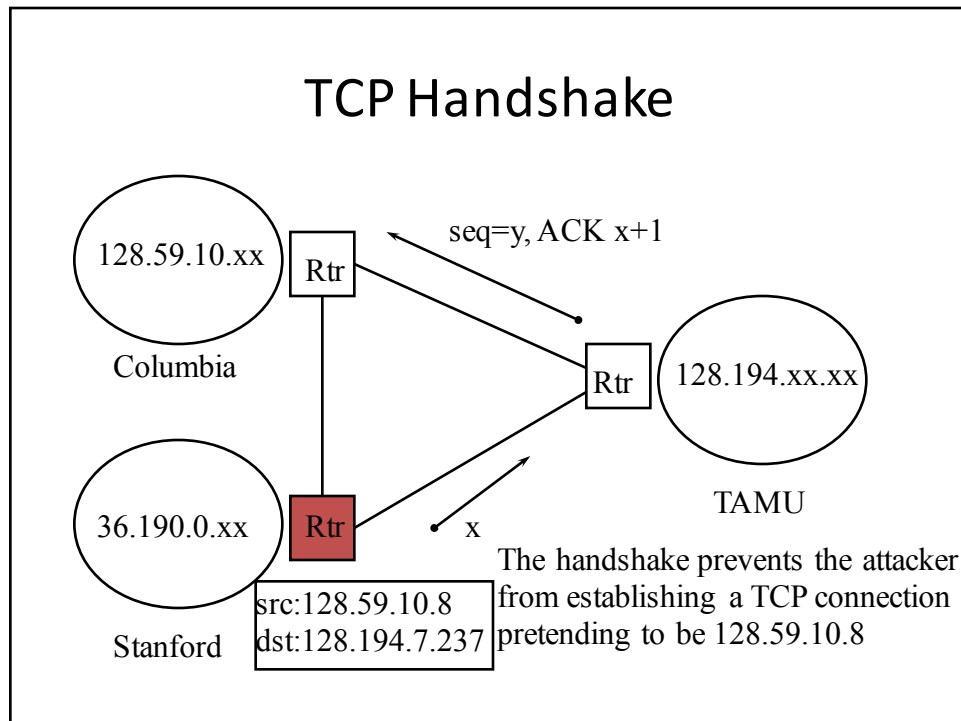 TCP Handshake
seq=y, ACK x+1
128.59.10.xx
Rtr
Columbia
Rtr
128.194.xx.xx
TAMU
36.190.0.xx
Rtr
x
Stanford
src:128.59.10.8
dst:128.194.7.237
The handshake prevents the attacker
from establishing a TCP connection
pretending to be 128.59.10.8